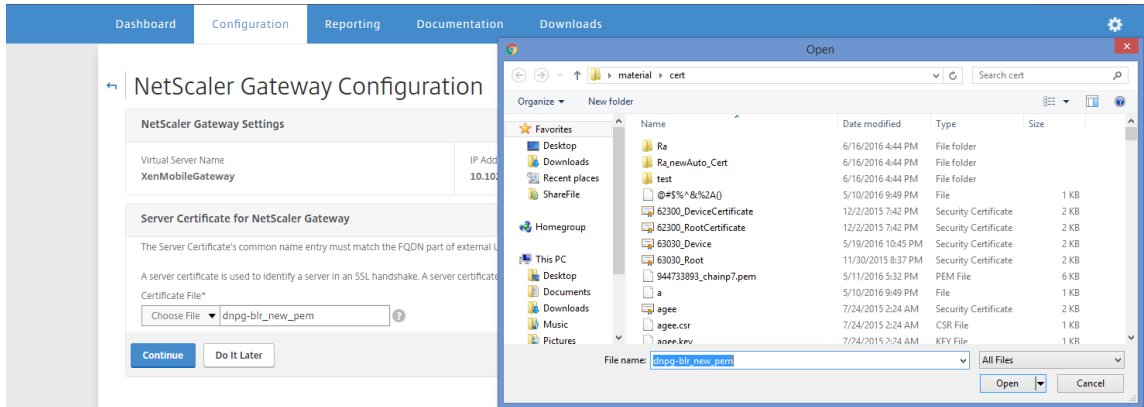 Dashboard Configuration Reporting Documentation Downloads
NetScaler Gateway Configuration
NetScaler Gateway Settings
Virtual Server Name
XenMobileGateway
IP Add
10.102
Server Certificate for NetScaler Gateway
The Server Certificate's common name entry must match the FQDN part of external U
A server certificate is used to identify a server in an SSL handshake. A server certificate
Certificate File*
Choose File dnpg-blr_new_pem ?
Continue Do It Later
Open
material cert Search cert
Organize New folder
Favorites
Desktop
Downloads
Recent places
ShareFile
Homegroup
This PC
Desktop
Documents
Downloads
Music
Pictures
Name Date modified Type Size
Ra 6/16/2016 4:44 PM File folder
Ra_newAuto_Cert 6/16/2016 4:44 PM File folder
test 6/16/2016 4:44 PM File folder
@#$%^&%2A() 5/10/2016 9:49 PM File 1 KB
62300_DeviceCertificate 12/2/2015 7:42 PM Security Certificate 2 KB
62300_RootCertificate 12/2/2015 7:42 PM Security Certificate 2 KB
63030_Device 5/19/2016 10:45 PM Security Certificate 2 KB
63030_Root 11/30/2015 8:37 PM Security Certificate 2 KB
944733893_chainp7.pem 5/11/2016 5:32 PM PEM File 6 KB
a 5/10/2016 9:49 PM File 1 KB
agee 7/24/2015 2:24 AM Security Certificate 2 KB
agee.csr 7/24/2015 2:24 AM CSR File 1 KB
agee.key 7/24/2015 2:24 AM KEY File 1 KB
File name: dnpg-blr_new_pem All Files
Open Cancel